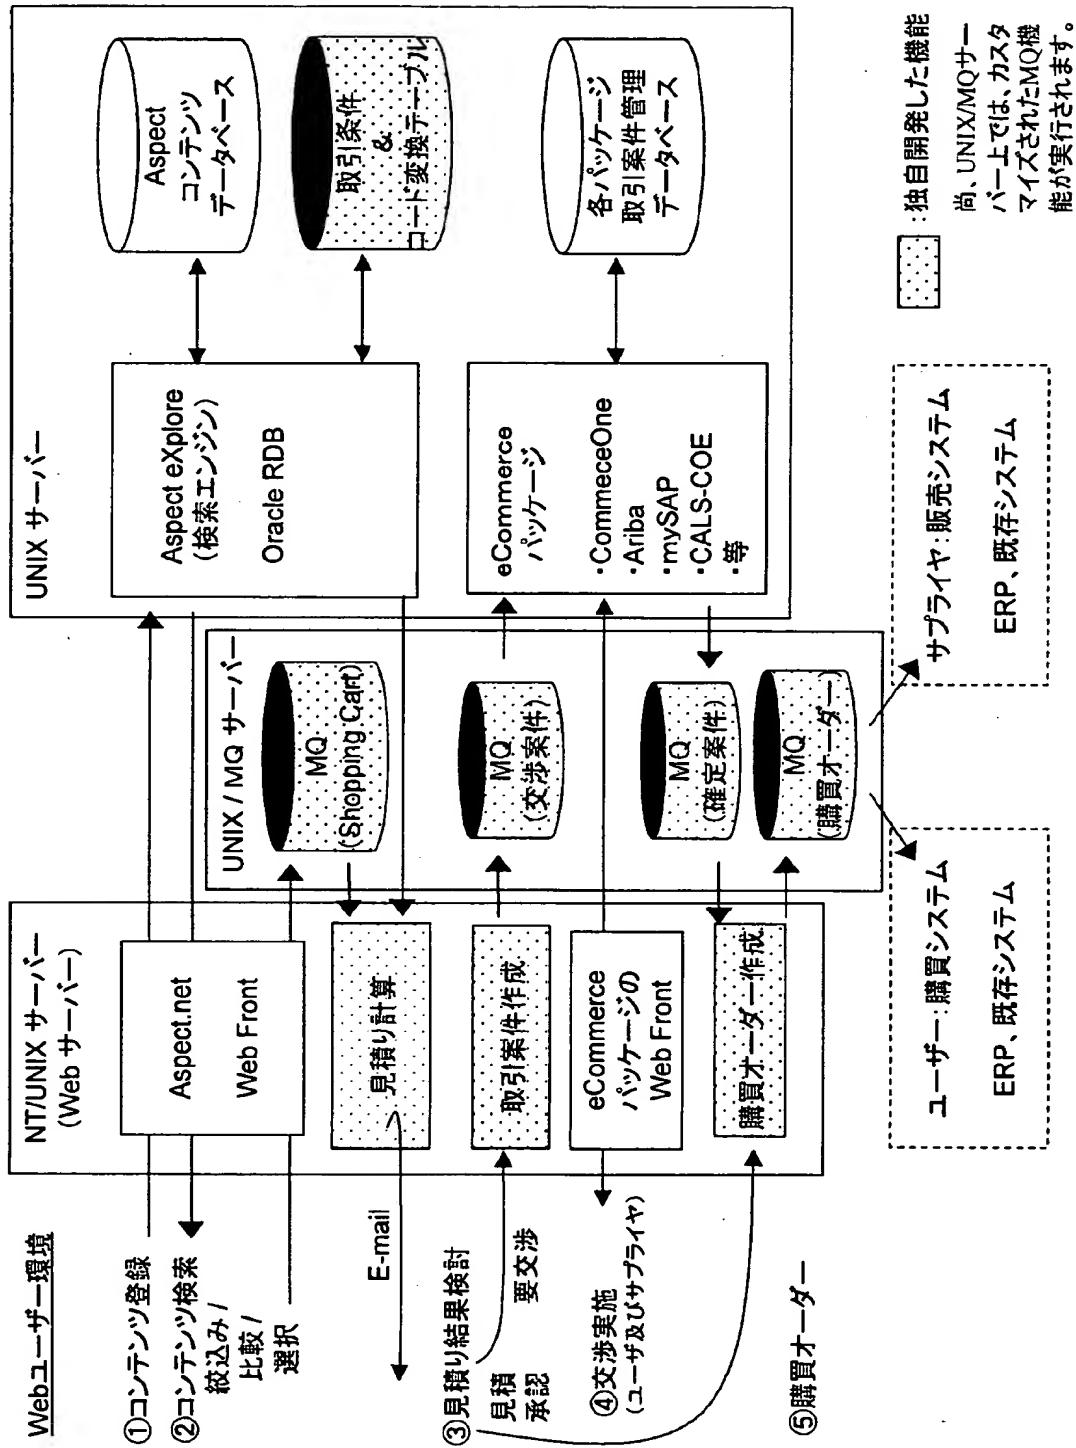 Webユーザー環境
①コンテンツ登録
②コンテンツ検索
絞込み /
比較 /
選択
E-mail
③見積り結果検討
見積
承認
要交渉
④交渉実施
(ユーザ及びサプライヤ)
⑤購買オーダー
NT/UNIX サーバー
(Web サーバー)
Aspect.net
Web Front
見積り計算
取引案件作成
eCommerce
パッケージの
Web Front
購買オーダー作成
UNIX / MQ サーバー
MQ
(Shopping Cart)
MQ
(交渉案件)
MQ
(確定案件)
MQ
(購買オーダー)
UNIX サーバー
Aspect eXplore
(検索エンジン)
Oracle RDB
eCommerce
パッケージ
・CommeceOne
・Ariba
・mySAP
・CALS-COE
・等
Aspect
コンテンツ
データベース
取引条件
&
コード変換テーブル
各パッケージ
取引案件管理
データベース
ユーザー:購買システム
ERP、既存システム
サプライヤ:販売システム
ERP、既存システム
:独自開発した機能
尚、UNIX/MQサー
バー上では、カスタ
マイズされたMQ機
能が実行されます。